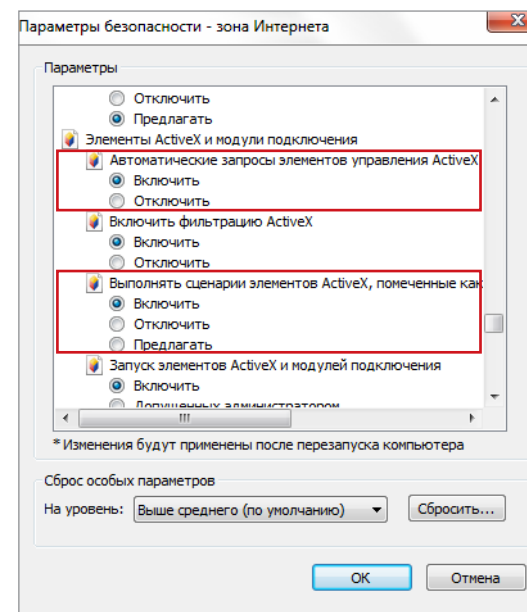 Параметры безопасности - зона Интернета
Параметры
Отключить
Предлагать
Элементы ActiveX и модули подключения
Автоматические запросы элементов управления ActiveX
Включить
Отключить
Включить фильтрацию ActiveX
Включить
Отключить
Выполнять сценарии элементов ActiveX, помеченные как
Включить
Отключить
Предлагать
Запуск элементов ActiveX и модулей подключения
Включить
Допущенных администратором
* Изменения будут применены после перезапуска компьютера
Сброс особых параметров
На уровень: Выше среднего (по умолчанию) Сбросить...
ОК Отмена